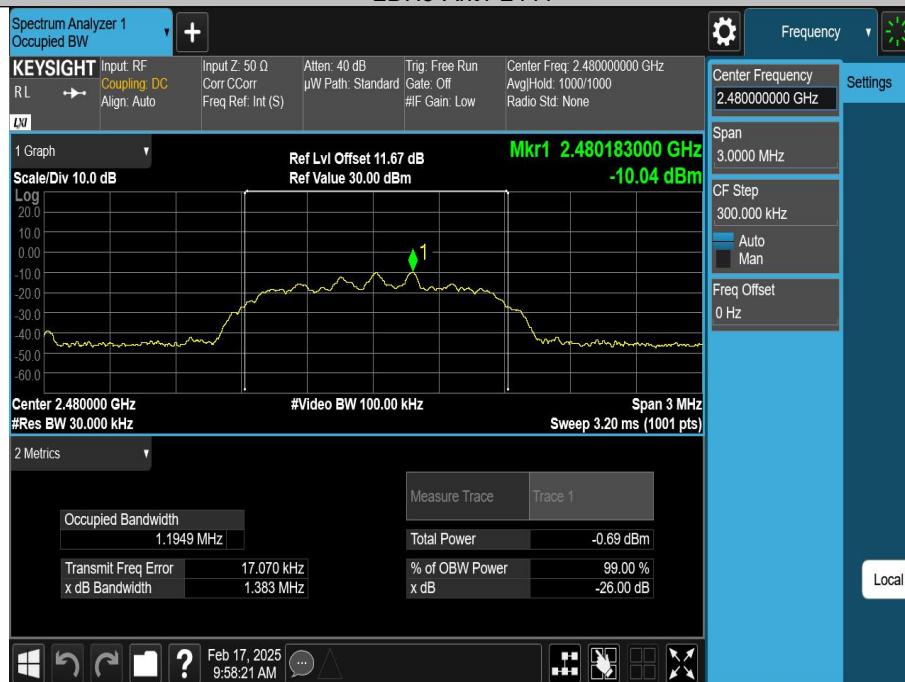 Spectrum Analyzer 1
Occupied BW
Frequency
KEYSIGHT
RL
LXI
Input: RF
Coupling: DC
Align: Auto
Input Z: 50 Ω
Corr CCorr
Freq Ref: Int (S)
Atten: 40 dB
µW Path: Standard
Trig: Free Run
Gate: Off
#IF Gain: Low
Center Freq: 2.480000000 GHz
Avg|Hold: 1000/1000
Radio Std: None
Center Frequency
2.480000000 GHz
Settings
Span
3.0000 MHz
CF Step
300.000 kHz
Auto
Man
Freq Offset
0 Hz
Local
1 Graph
Scale/Div 10.0 dB
Ref Lvl Offset 11.67 dB
Ref Value 30.00 dBm
Mkr1 2.480183000 GHz
-10.04 dBm
Log
20.0
10.0
0.00
-10.0
-20.0
-30.0
-40.0
-50.0
-60.0
1
Center 2.480000 GHz
#Video BW 100.00 kHz
Span 3 MHz
#Res BW 30.000 kHz
Sweep 3.20 ms (1001 pts)
2 Metrics
Measure Trace
Trace 1
Occupied Bandwidth
1.1949 MHz
Total Power
-0.69 dBm
Transmit Freq Error
17.070 kHz
% of OBW Power
99.00 %
x dB Bandwidth
1.383 MHz
x dB
-26.00 dB
?
Feb 17, 2025
9:58:21 AM